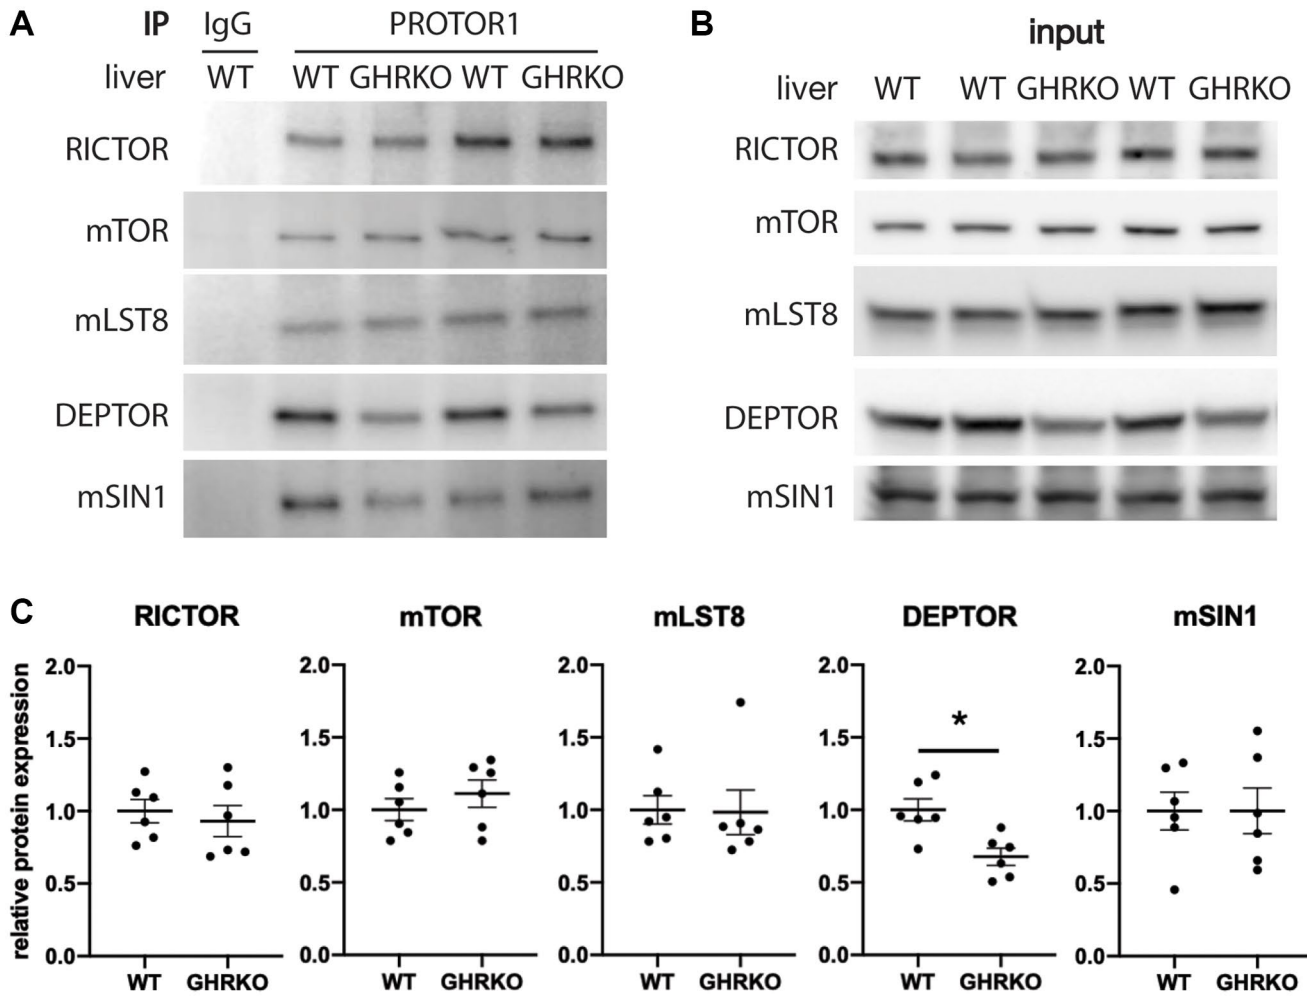 A IP IgG PROTOR1
liver WT WT GHRKO WT GHRKO
RICTOR
mTOR
mLST8
DEPTOR
mSIN1
B input
liver WT WT GHRKO WT GHRKO
RICTOR
mTOR
mLST8
DEPTOR
mSIN1
C RICTOR mTOR mLST8 DEPTOR mSIN1
relative protein expression
2.0 2.0 2.0 2.0 2.0
1.5 1.5 1.5 1.5 1.5
*
1.0 1.0 1.0 1.0 1.0
0.5 0.5 0.5 0.5 0.5
0.0 0.0 0.0 0.0 0.0
WT GHRKO WT GHRKO WT GHRKO WT GHRKO WT GHRKO